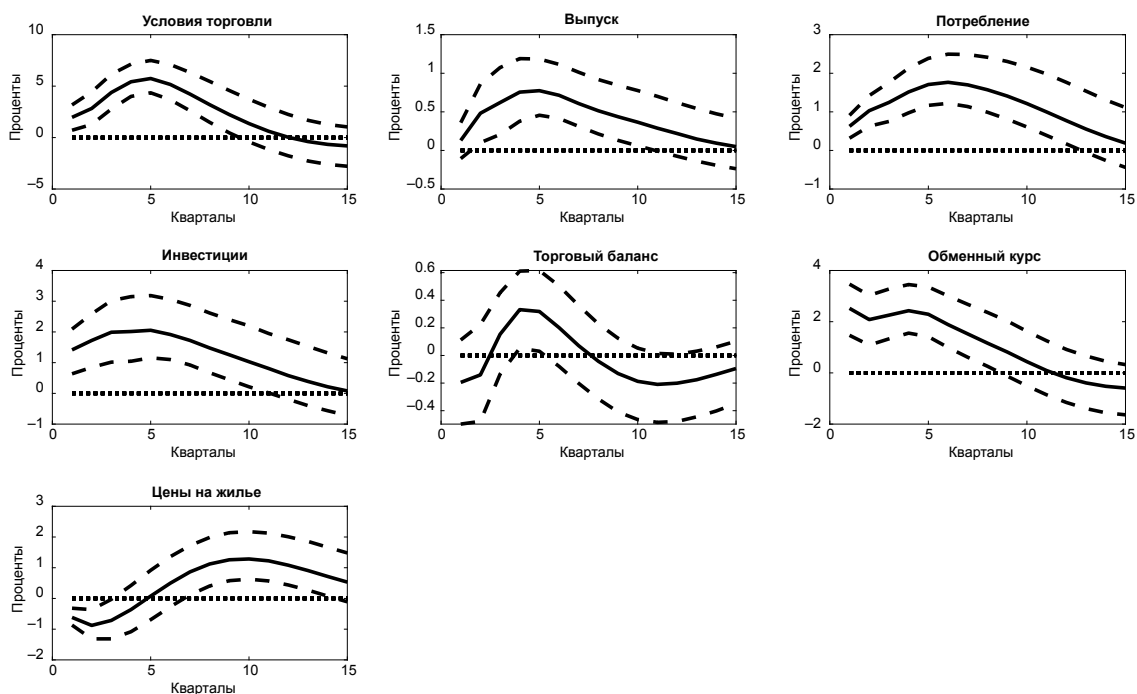 Условия торговли
Проценты
10
5
0
–5
0 5 10 15
Кварталы
Выпуск
Проценты
1.5
1
0.5
0
–0.5
0 5 10 15
Кварталы
Потребление
Проценты
3
2
1
0
–1
0 5 10 15
Кварталы
Инвестиции
Проценты
4
3
2
1
0
–1
0 5 10 15
Кварталы
Торговый баланс
Проценты
0.6
0.4
0.2
0
–0.2
–0.4
0 5 10 15
Кварталы
Обменный курс
Проценты
4
2
0
–2
0 5 10 15
Кварталы
Цены на жилье
Проценты
3
2
1
0
–1
–2
0 5 10 15
Кварталы